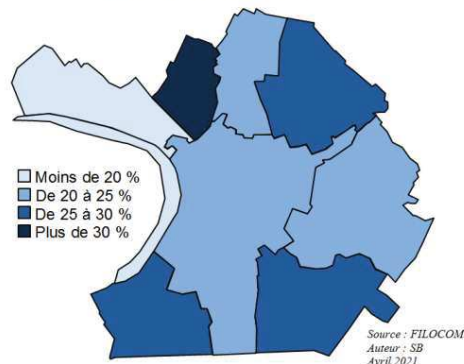 Moins de 20 %
De 20 à 25 %
De 25 à 30 %
Plus de 30 %
Source : FILOCOM
Auteur : SB
Avril 2021